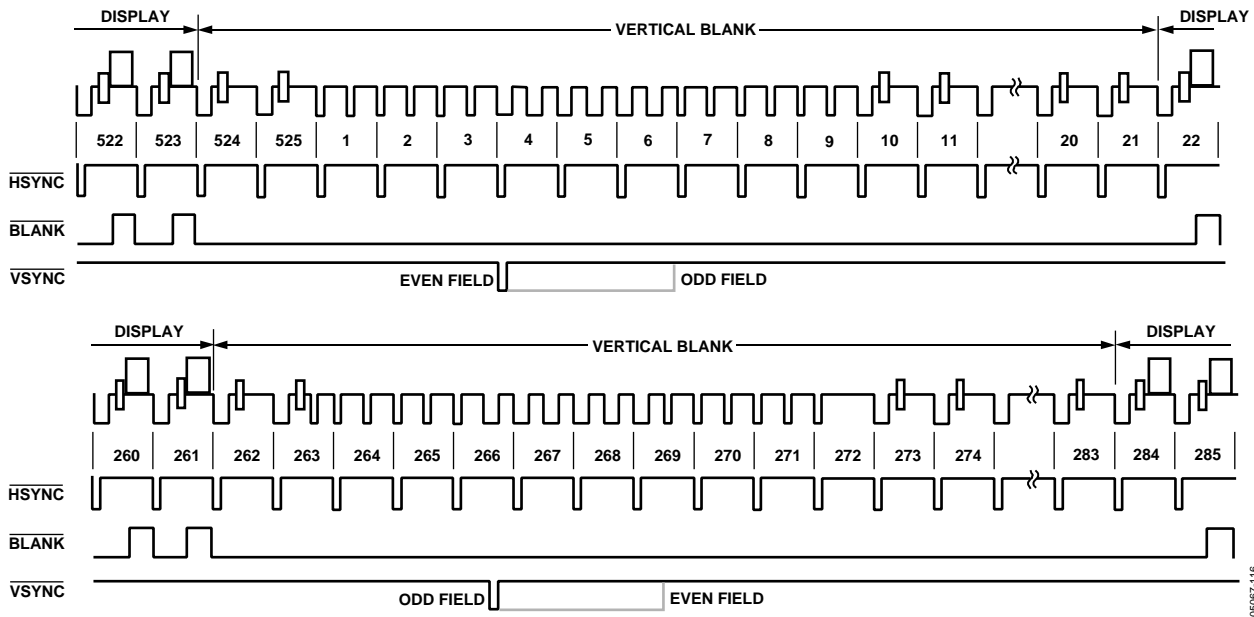 DISPLAY VERTICAL BLANK DISPLAY
522 523 524 525 1 2 3 4 5 6 7 8 9 10 11 20 21 22
HSYNC
BLANK
VSYNC
EVEN FIELD ODD FIELD
DISPLAY VERTICAL BLANK DISPLAY
260 261 262 263 264 265 266 267 268 269 270 271 272 273 274 283 284 285
HSYNC
BLANK
VSYNC
ODD FIELD EVEN FIELD
05067-116